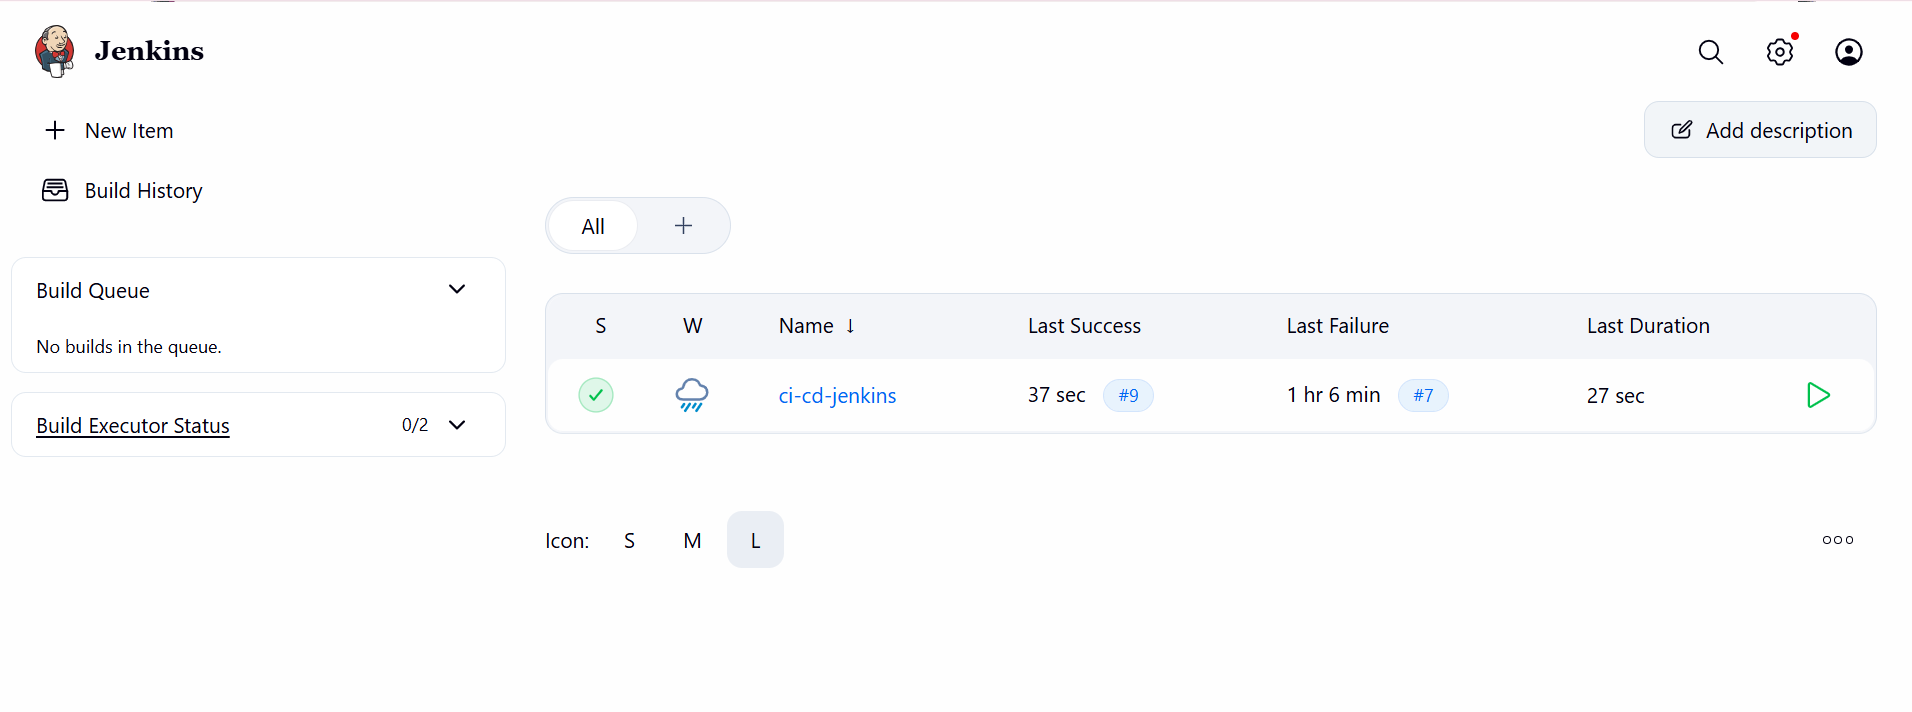 Jenkins
New Item
Build History
Add description
All
Build Queue
No builds in the queue.
Build Executor Status 0/2
S W Name ↓ Last Success Last Failure Last Duration
ci-cd-jenkins 37 sec #9 1 hr 6 min #7 27 sec
Icon: S M L